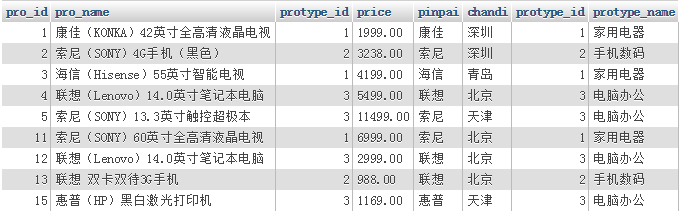 pro_id pro_name protype_id price pinpai chandi protype_id protype_name
1 康佳（KONKA）42英寸全高清液晶电视 1 1999.00 康佳 深圳 1 家用电器
2 索尼（SONY）4G手机（黑色） 2 3238.00 索尼 深圳 2 手机数码
3 海信（Hisense）55英寸智能电视 1 4199.00 海信 青岛 1 家用电器
4 联想（Lenovo）14.0英寸笔记本电脑 3 5499.00 联想 北京 3 电脑办公
5 索尼（SONY）13.3英寸触控超极本 3 11499.00 索尼 天津 3 电脑办公
11 索尼（SONY）60英寸全高清液晶电视 1 6999.00 索尼 北京 1 家用电器
12 联想（Lenovo）14.0英寸笔记本电脑 3 2999.00 联想 北京 3 电脑办公
13 联想 双卡双待3G手机 2 988.00 联想 北京 2 手机数码
15 惠普（HP）黑白激光打印机 3 1169.00 惠普 天津 3 电脑办公